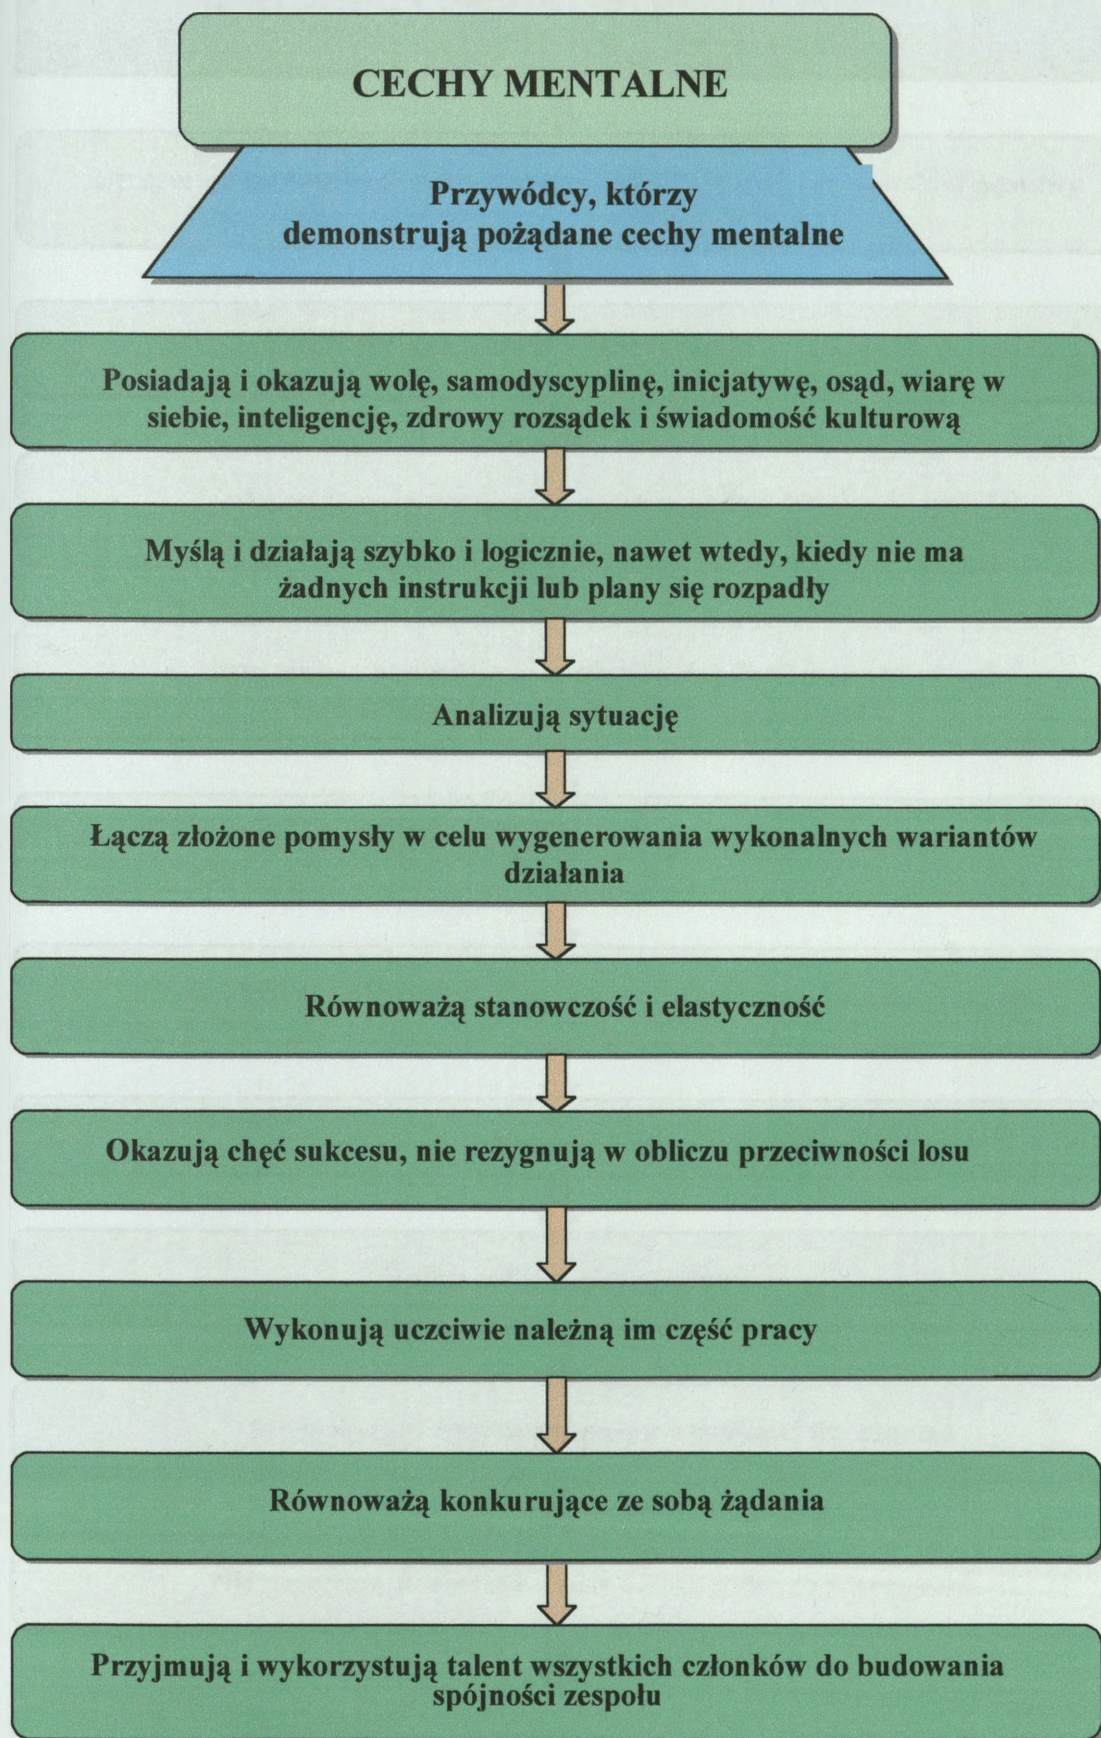 CECHY MENTALNE
Przywódcy, którzy
demonstrują pożądane cechy mentalne
Posiadają i okazują wolę, samodyscyplinę, inicjatywę, osąd, wiarę w
siebie, inteligencję, zdrowy rozsądek i świadomość kulturową
Myślą i działają szybko i logicznie, nawet wtedy, kiedy nie ma
żadnych instrukcji lub plany się rozpadły
Analizują sytuację
Łączą złożone pomysły w celu wygenerowania wykonalnych wariantów
działania
Równoważą stanowczość i elastyczność
Okazują chęć sukcesu, nie rezygnują w obliczu przeciwności losu
Wykonują uczciwie należną im część pracy
Równoważą konkurujące ze sobą żądania
Przyjmują i wykorzystują talent wszystkich członków do budowania
spójności zespołu